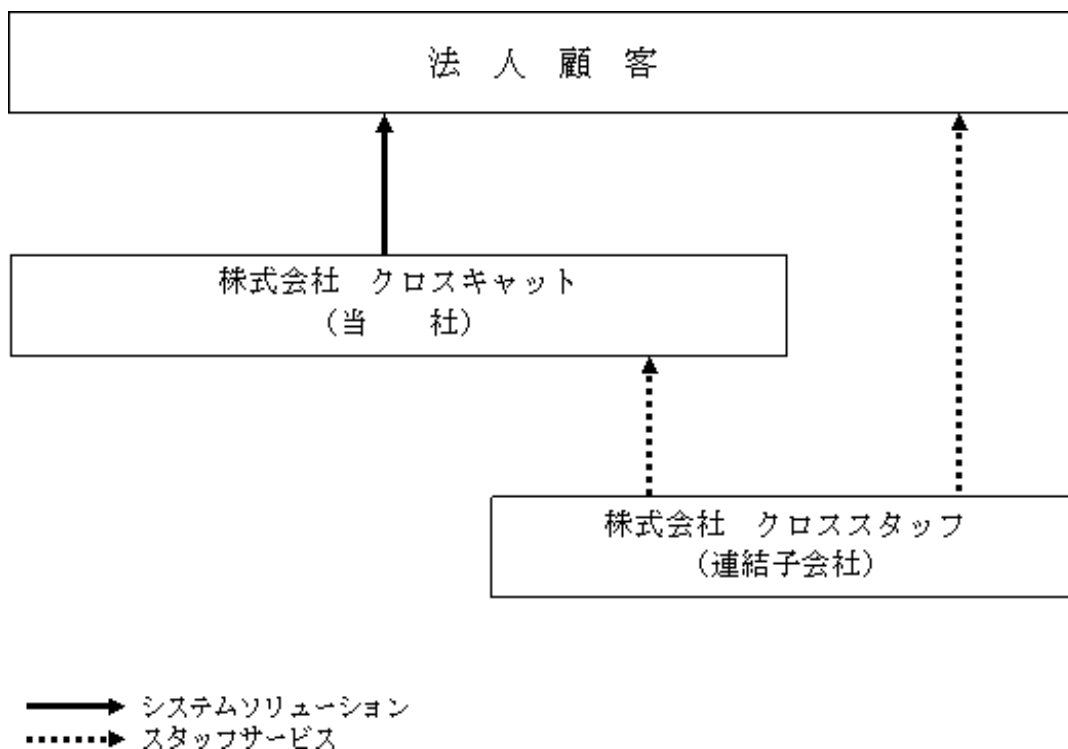 法　人　顧　客
株式会社　クロスキャット
（当　　社）
株式会社　クロススタッフ
（連結子会社）
システムソリューション
スタッフサービス